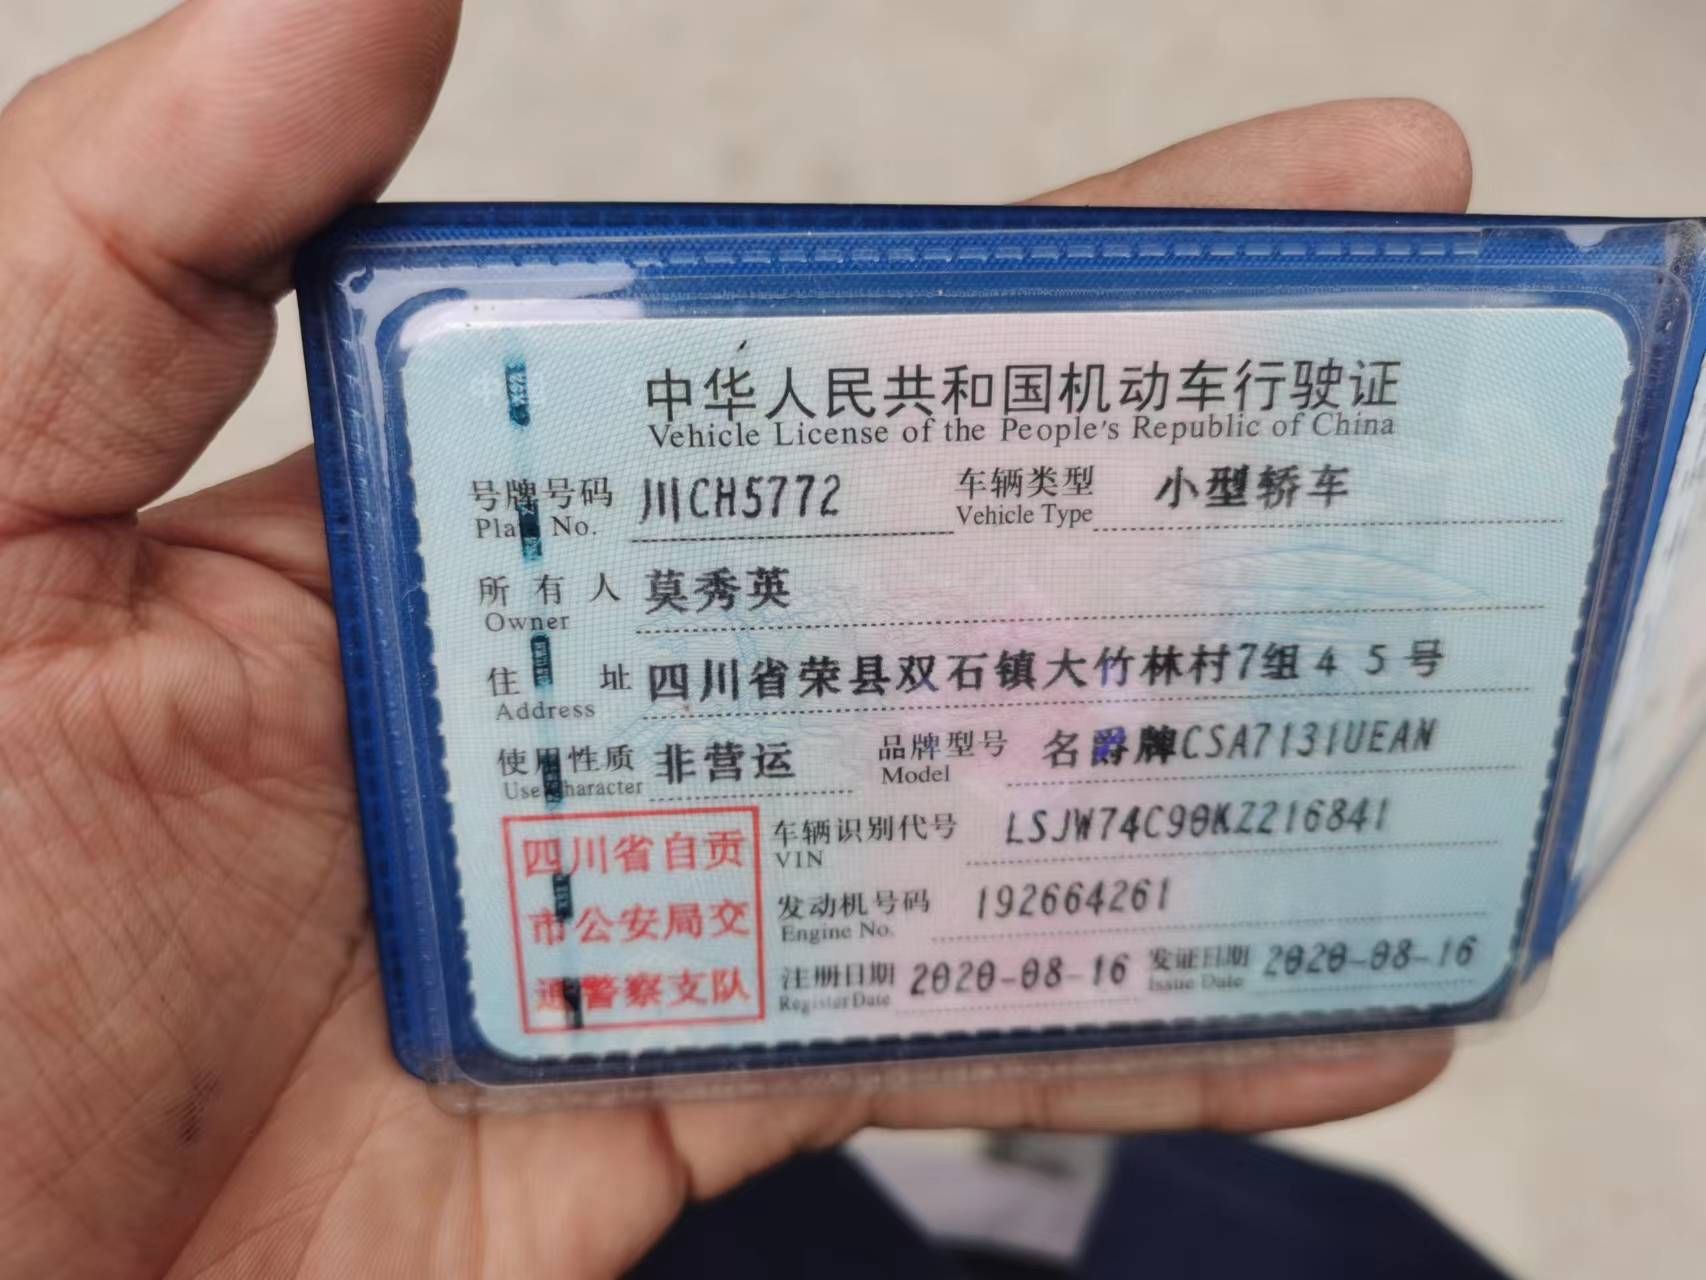 中华人民共和国机动车行驶证
Vehicle License of the People's Republic of China
号牌号码 川CH5772 车辆类型 小型轿车
Plate No. Vehicle Type
所有人 莫秀英
Owner
住址 四川省荣县双石镇大竹林村7组45号
Address
使用性质 非营运 品牌型号 名爵牌CSA7131UEAN
Use Character Model
四川省自贡
市公安局交
通警察支队
车辆识别代号 LSJW74C90KZ216841
VIN
发动机号码 192664261
Engine No.
注册日期 2020-08-16 发证日期 2020-08-16
Register Date Issue Date